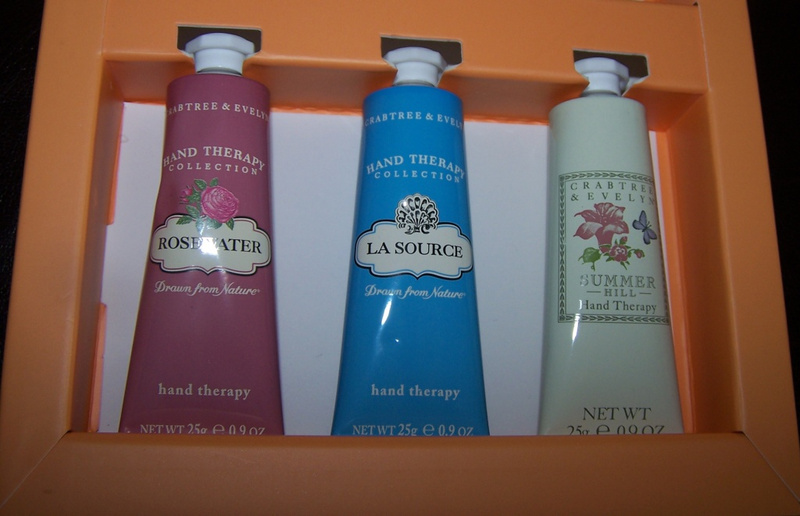 CRABTREE & EVELYN
HAND THERAPY
COLLECTION
ROSEWATER
Drawn from Nature
hand therapy
NET WT 25g e 0.9 OZ
CRABTREE & EVELYN
HAND THERAPY
COLLECTION
LA SOURCE
Drawn from Nature
hand therapy
NET WT 25g e 0.9 OZ
CRABTREE
& EVELYN
SUMMER
HILL
Hand Therapy
NET WT
25g e 0.9 OZ